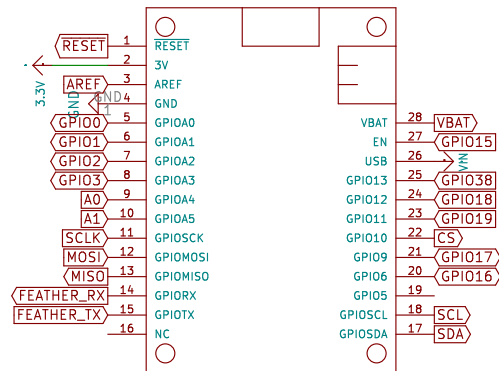 RESET 1 RESET
2 3V
3.3V
AREF 3 AREF
GND GND 1 4 GND
GPIO0 5 GPIOA0
GPIO1 6 GPIOA1
GPIO2 7 GPIOA2
GPIO3 8 GPIOA3
A0 9 GPIOA4
A1 10 GPIOA5
SCLK 11 GPIOSCK
MOSI 12 GPIOMOSI
MISO 13 GPIOMISO
FEATHER_RX 14 GPIORX
FEATHER_TX 15 GPIOTX
16 NC
VBAT 28 VBAT
EN 27 GPIO15
USB 26 VIN
GPIO13 25 GPIO38
GPIO12 24 GPIO18
GPIO11 23 GPIO19
GPIO10 22 CS
GPIO9 21 GPIO17
GPIO6 20 GPIO16
GPIO5 19
GPIOSCL 18 SCL
GPIOSDA 17 SDA